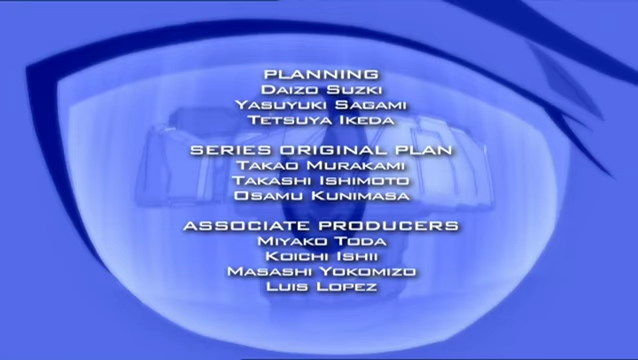 PLANNING
DAIZO SUZKI
YASUYUKI SAGAMI
TETSUYA IKEDA
SERIES ORIGINAL PLAN
TAKAO MURAKAMI
TAKASHI ISHIMOTO
OSAMU KUNIMASA
ASSOCIATE PRODUCERS
MIYAKO TODA
KOICHI ISHII
MASASHI YOKOMIZO
LUIS LOPEZ